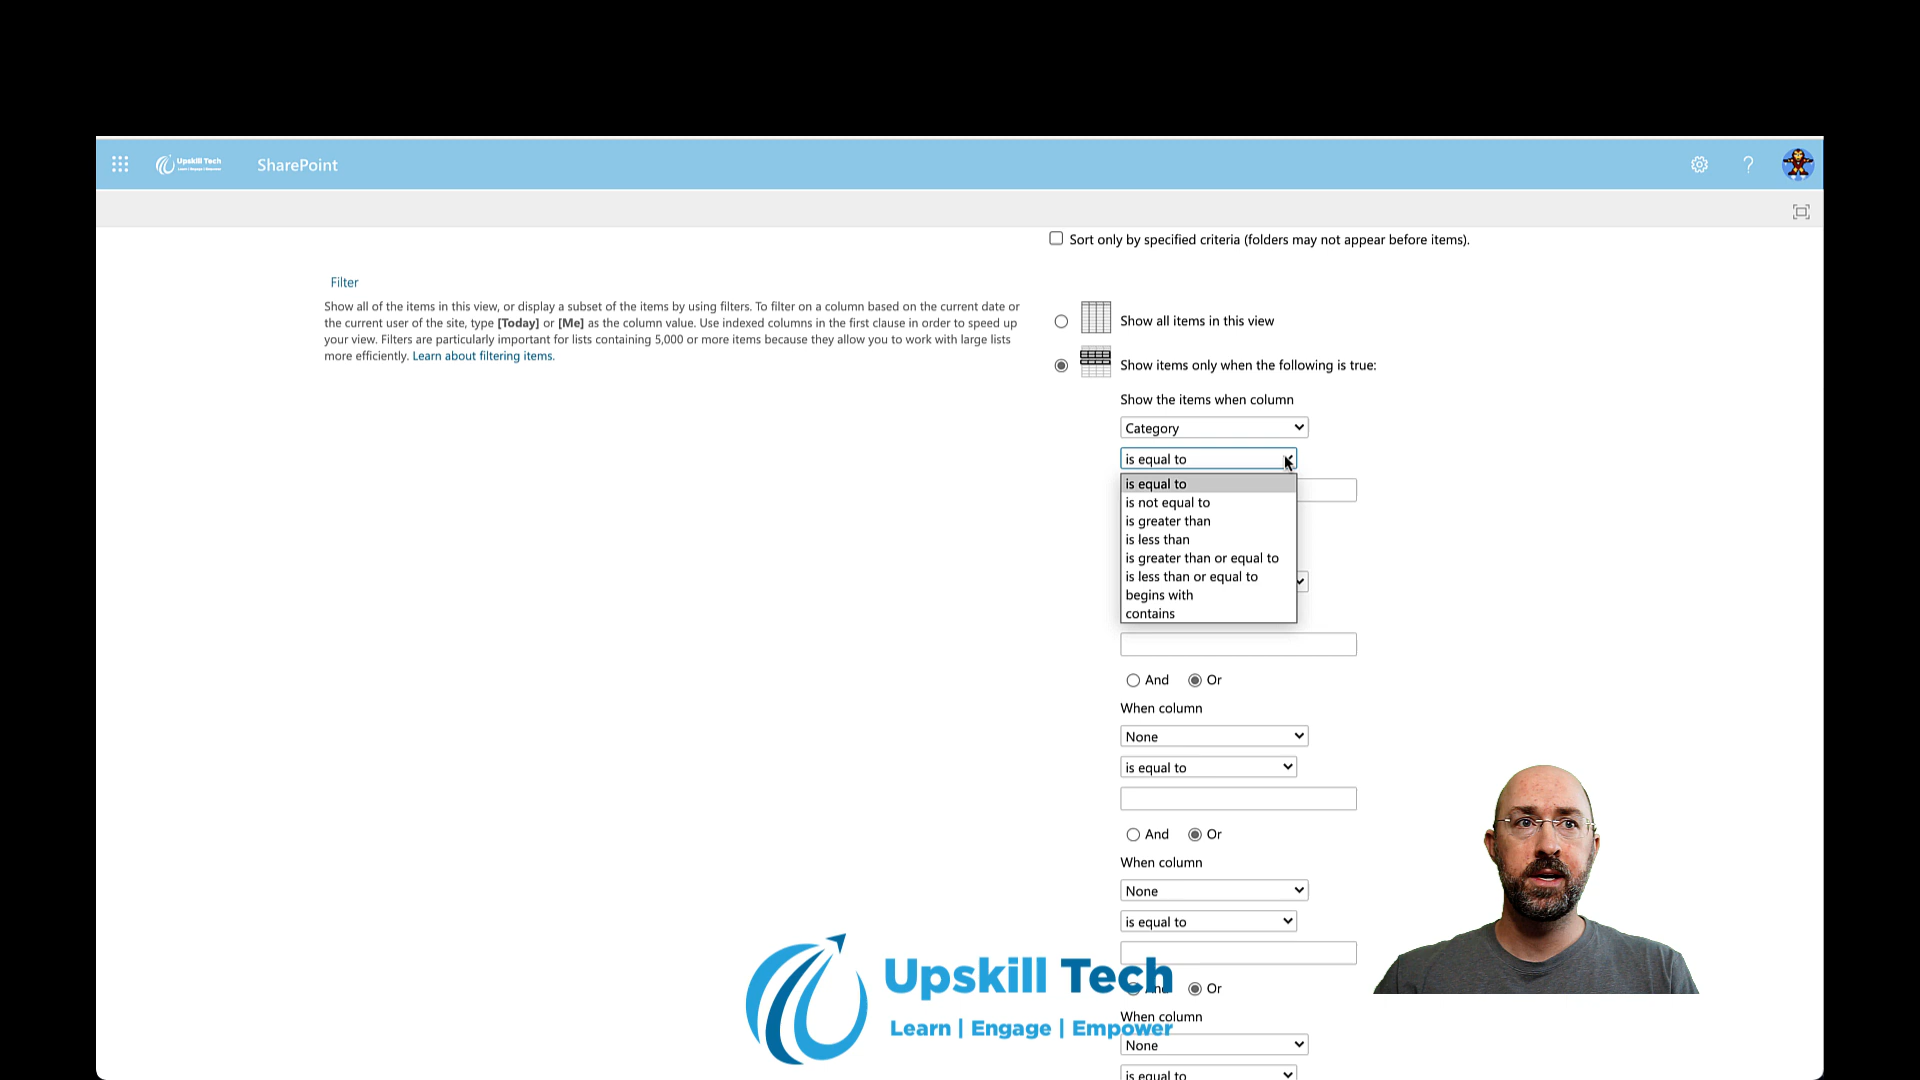 Upskill Tech
Learn | Engage | Empower
SharePoint
?
Sort only by specified criteria (folders may not appear before items).
Filter
Show all of the items in this view, or display a subset of the items by using filters. To filter on a column based on the current date or
the current user of the site, type [Today] or [Me] as the column value. Use indexed columns in the first clause in order to speed up
your view. Filters are particularly important for lists containing 5,000 or more items because they allow you to work with large lists
more efficiently. Learn about filtering items.
Show all items in this view
Show items only when the following is true:
Show the items when column
Category
is equal to
is equal to
is not equal to
is greater than
is less than
is greater than or equal to
is less than or equal to
begins with
contains
And Or
When column
None
is equal to
And Or
When column
None
is equal to
Upskill Tech
Or
Learn | Engage | Empower
When column
None
is equal to